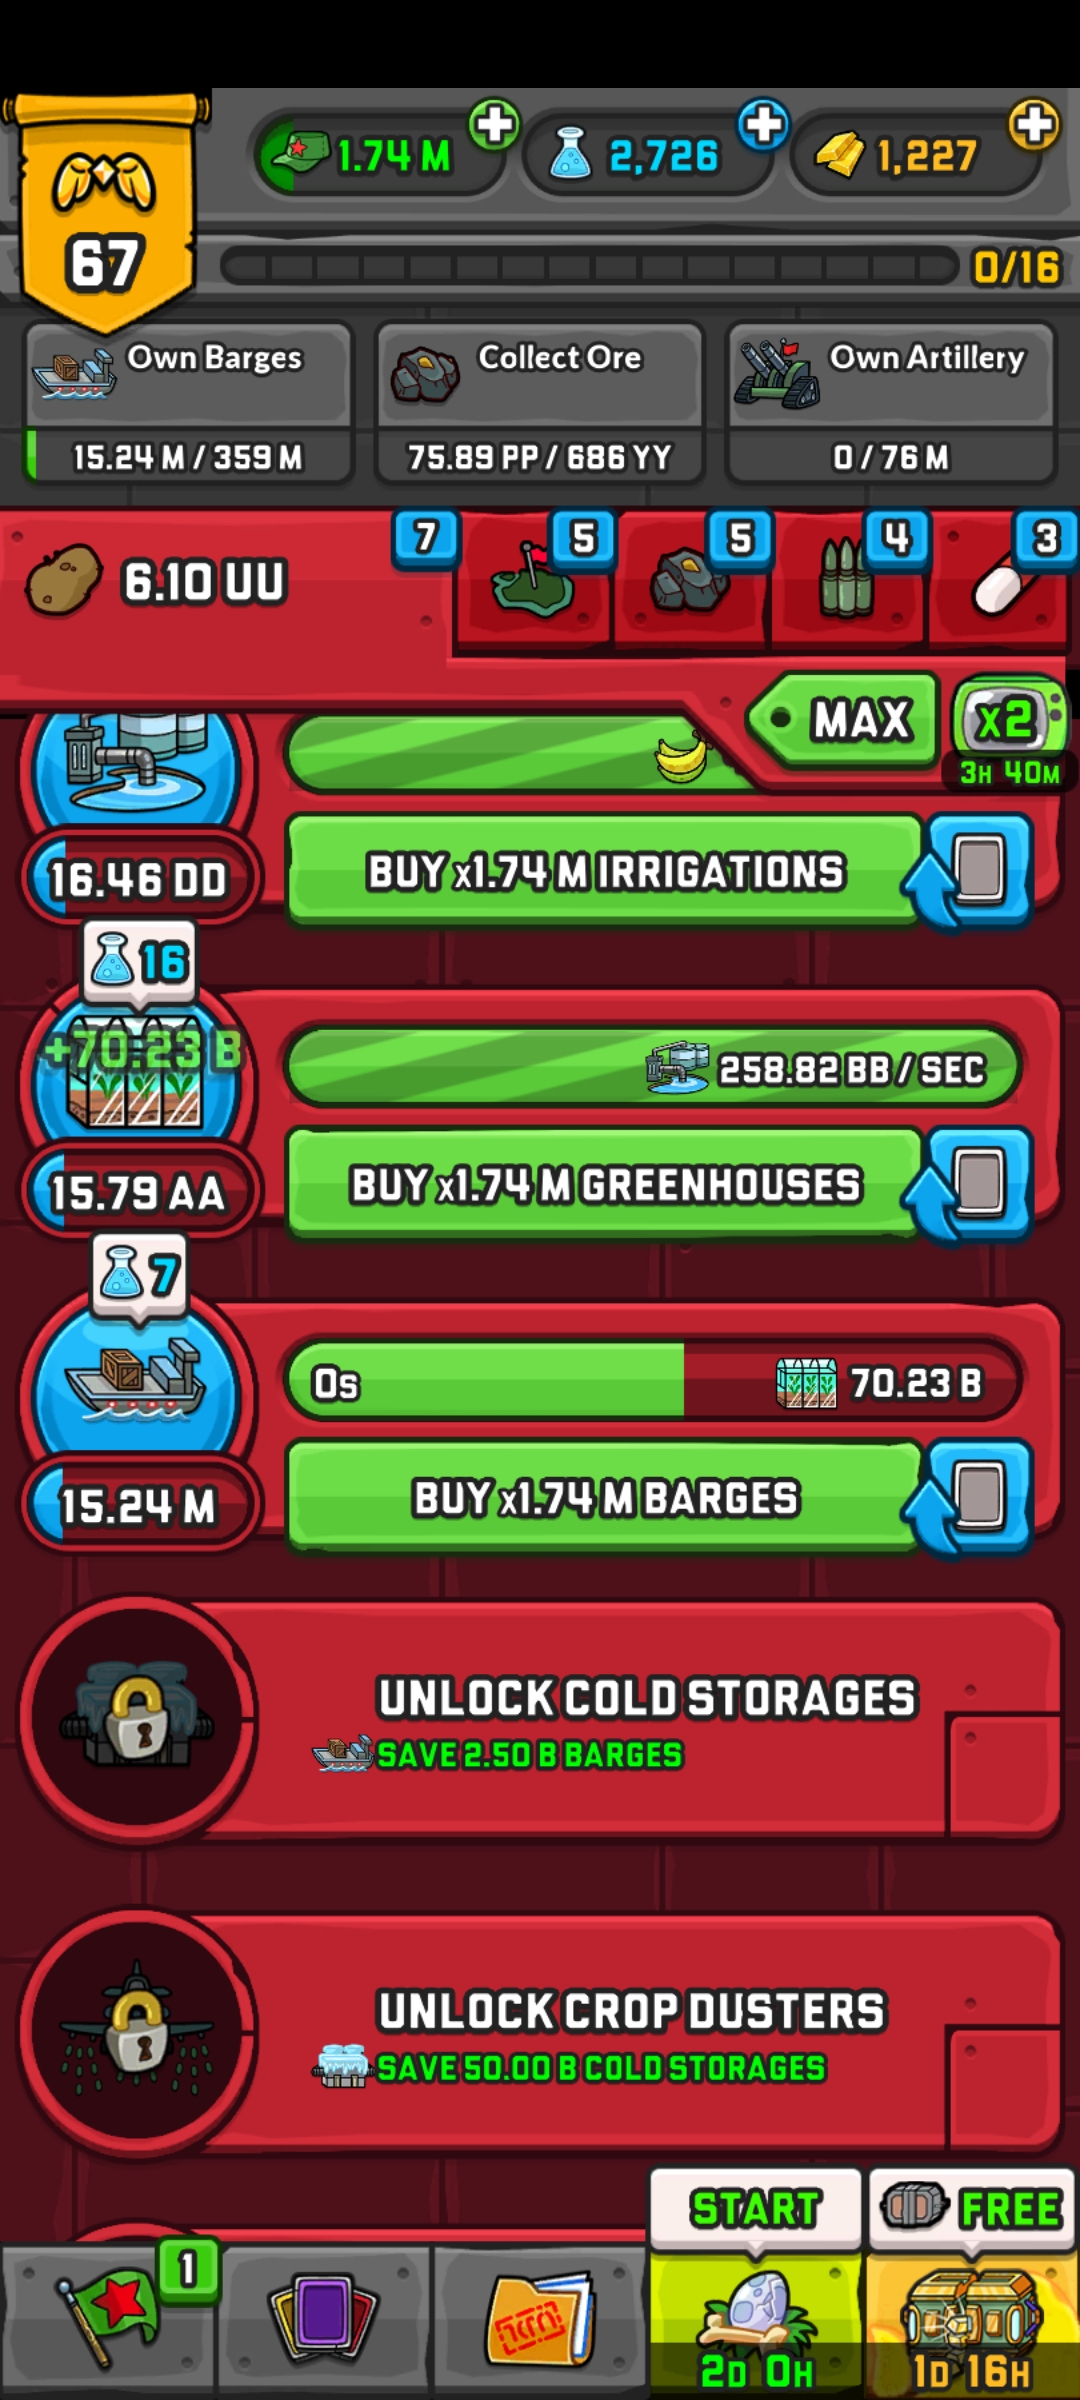 1.74 M
2,726
1,227
67
0/16
Own Barges
Collect Ore
Own Artillery
15.24 M / 359 M
75.89 PP / 686 YY
0 / 76 M
6.10 UU
7
5
5
4
3
MAX
x2
3H 40M
BUY x1.74 M IRRIGATIONS
16.46 DD
16
+70.23 B
258.82 BB / SEC
BUY x1.74 M GREENHOUSES
15.79 AA
7
0s
70.23 B
BUY x1.74 M BARGES
15.24 M
UNLOCK COLD STORAGES
SAVE 2.50 B BARGES
UNLOCK CROP DUSTERS
SAVE 50.00 B COLD STORAGES
START
FREE
1
2D 0H
1D 16H